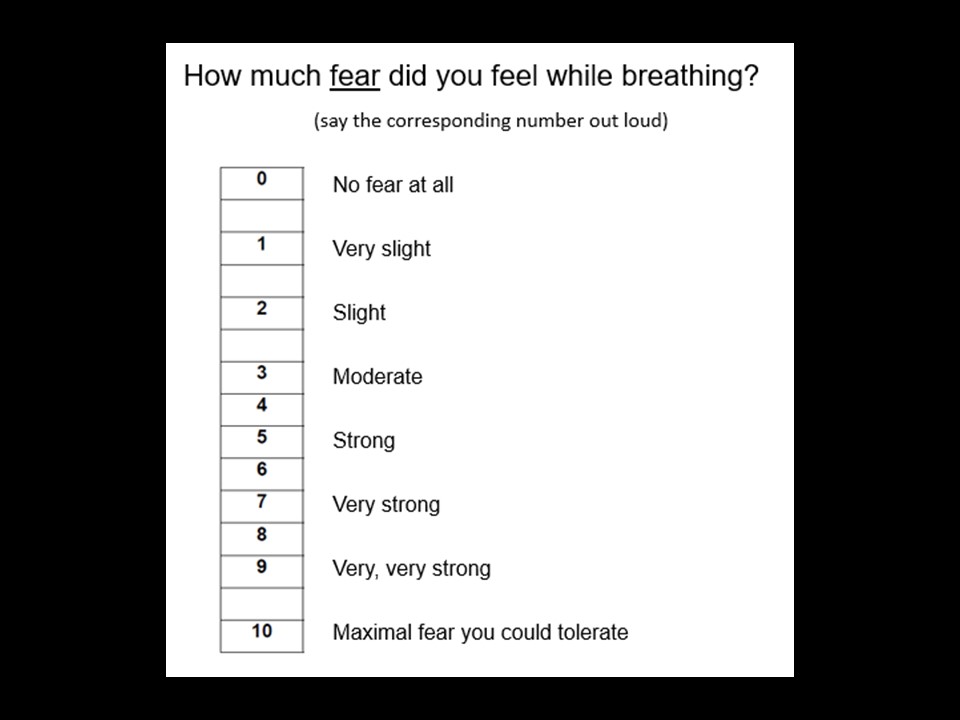 How much fear did you feel while breathing?
(say the corresponding number out loud)
0 No fear at all
1 Very slight
2 Slight
3 Moderate
4
5 Strong
6
7 Very strong
8
9 Very, very strong
10 Maximal fear you could tolerate